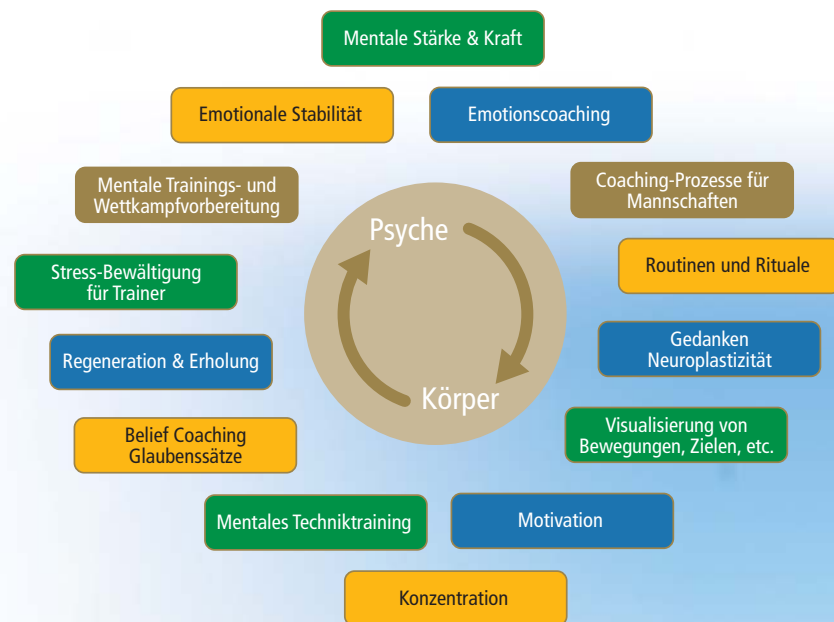 Mentale Stärke & Kraft
Emotionale Stabilität
Emotionscoaching
Mentale Trainings- und
Wettkampfvorbereitung
Coaching-Prozesse für
Mannschaften
Psyche
Stress-Bewältigung
für Trainer
Routinen und Rituale
Regeneration & Erholung
Gedanken
Neuroplastizität
Körper
Belief Coaching
Glaubenssätze
Visualisierung von
Bewegungen, Zielen, etc.
Mentales Techniktraining
Motivation
Konzentration